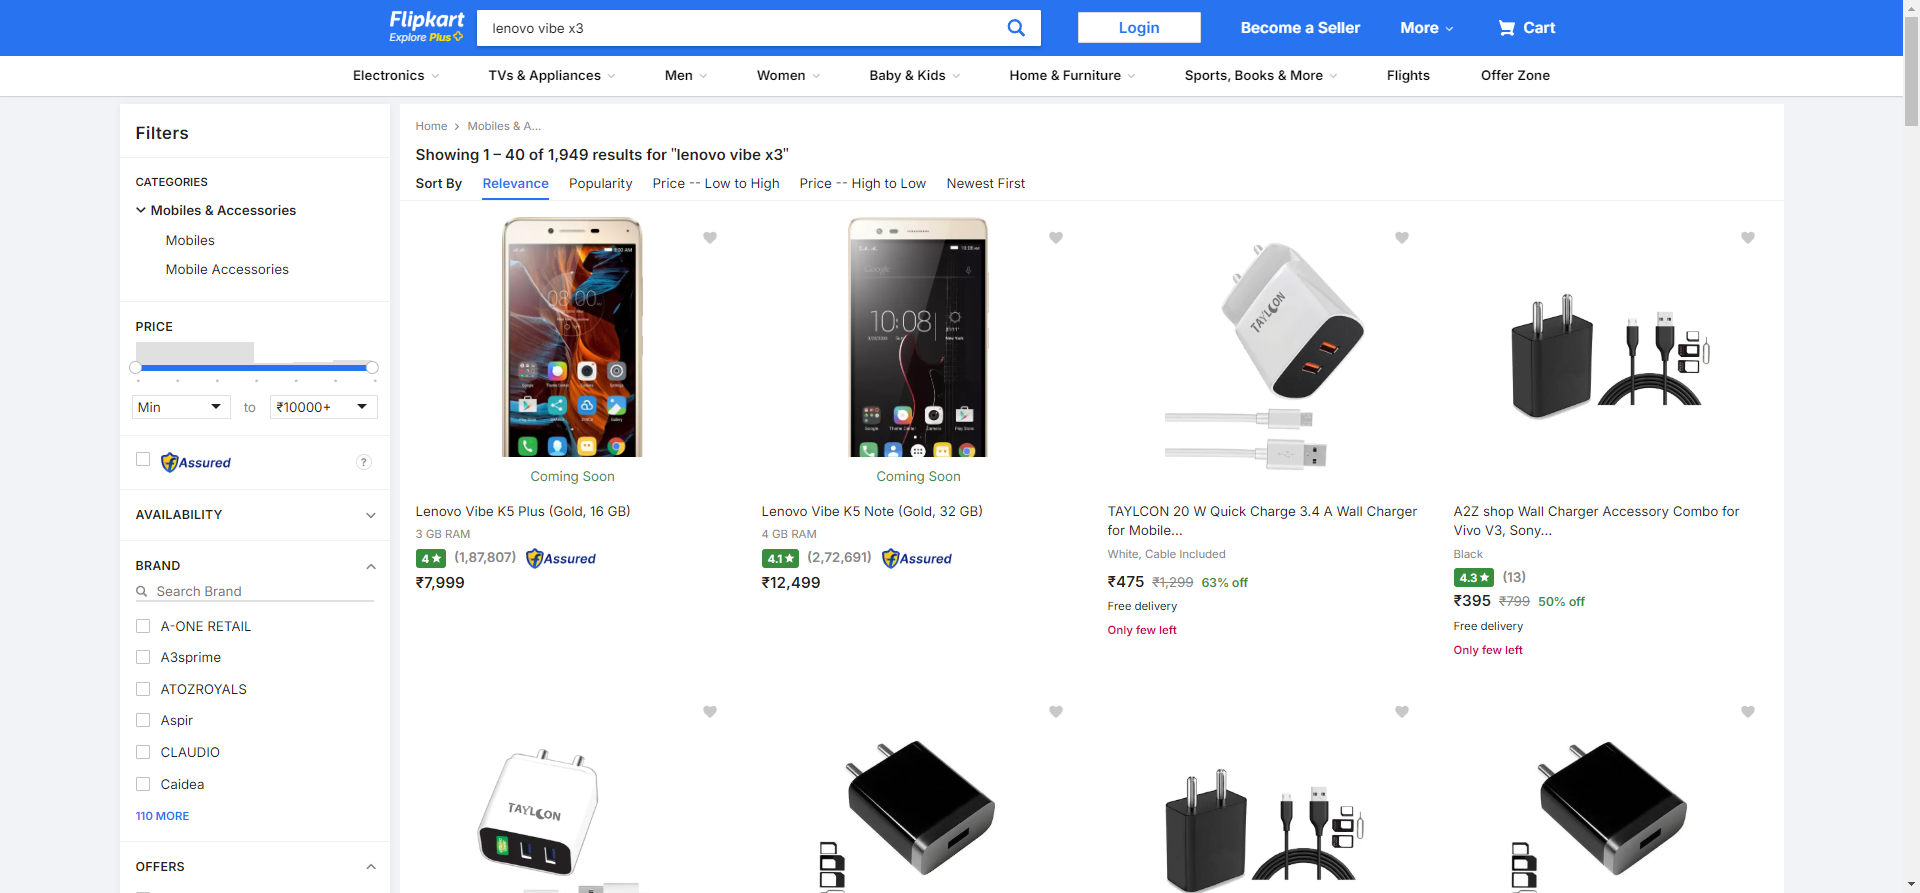 Flipkart
Explore Plus
lenovo vibe x3
Login
Become a Seller
More
Cart
Electronics
TVs & Appliances
Men
Women
Baby & Kids
Home & Furniture
Sports, Books & More
Flights
Offer Zone
Filters
CATEGORIES
Mobiles & Accessories
Mobiles
Mobile Accessories
PRICE
Min
to
₹10000+
Assured
?
AVAILABILITY
BRAND
Search Brand
A-ONE RETAIL
A3sprime
ATOZROYALS
Aspir
CLAUDIO
Caidea
110 MORE
OFFERS
Home
Mobiles & A...
Showing 1 – 40 of 1,949 results for "lenovo vibe x3"
Sort By
Relevance
Popularity
Price -- Low to High
Price -- High to Low
Newest First
08:00
Coming Soon
Lenovo Vibe K5 Plus (Gold, 16 GB)
3 GB RAM
4
(1,87,807)
Assured
₹7,999
Google
10:08
Coming Soon
Lenovo Vibe K5 Note (Gold, 32 GB)
4 GB RAM
4.1
(2,72,691)
Assured
₹12,499
TAYLCON
TAYLCON 20 W Quick Charge 3.4 A Wall Charger
for Mobile...
White, Cable Included
₹475 ₹1,299 63% off
Free delivery
Only few left
A2Z shop Wall Charger Accessory Combo for
Vivo V3, Sony...
Black
4.3
(13)
₹395 ₹799 50% off
Free delivery
Only few left
TAYLCON